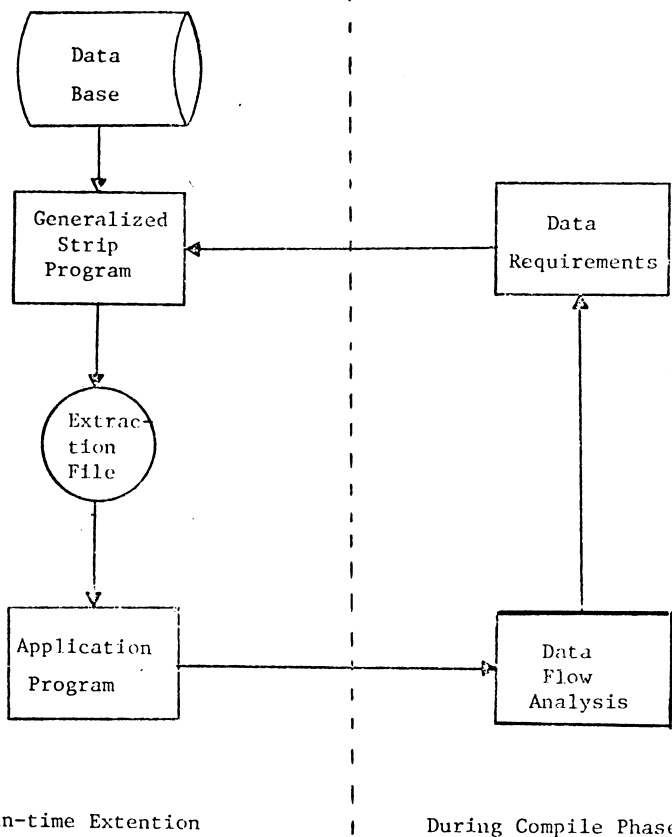 Data
Base
Generalized
Strip
Program
Data
Requirements
Extrac-
tion
File
Application
Program
Data
Flow
Analysis
n-time Extention
During Compile Phase